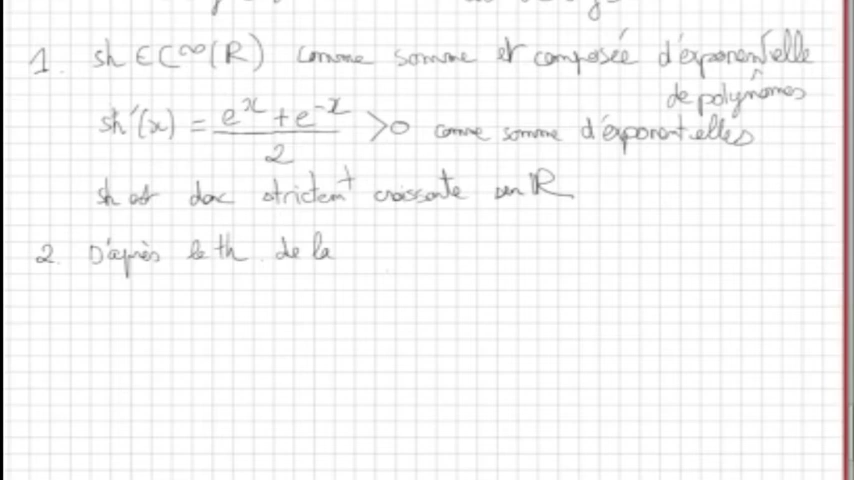 1. sh ∈ C^∞(R) comme somme et composée d'exponentielle
de polynômes
sh'(x) = (e^x + e^-x)/2 > 0 comme somme d'exponentielles
sh est donc strictem^t croissante sur R
2. D'après le th. de la